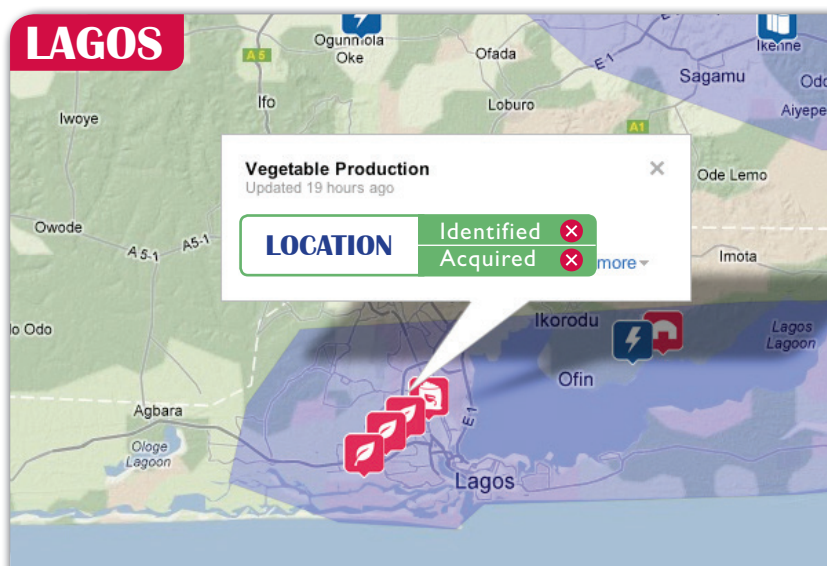 LAGOS
Ogunmola
Oke
Ofada
E1
Ikenne
A5
Sagamu
Ifo
Loburo
Iwoye
Aiyepe
A1
Vegetable Production
Updated 19 hours ago
Ode Lemo
Owode
LOCATION
Identified
Acquired
more
A5-1
A5-1
Imota
Ikorodu
lo Odo
Lagos
Lagoon
Ofin
Agbara
E1
Ologe
Lagoon
Lagos